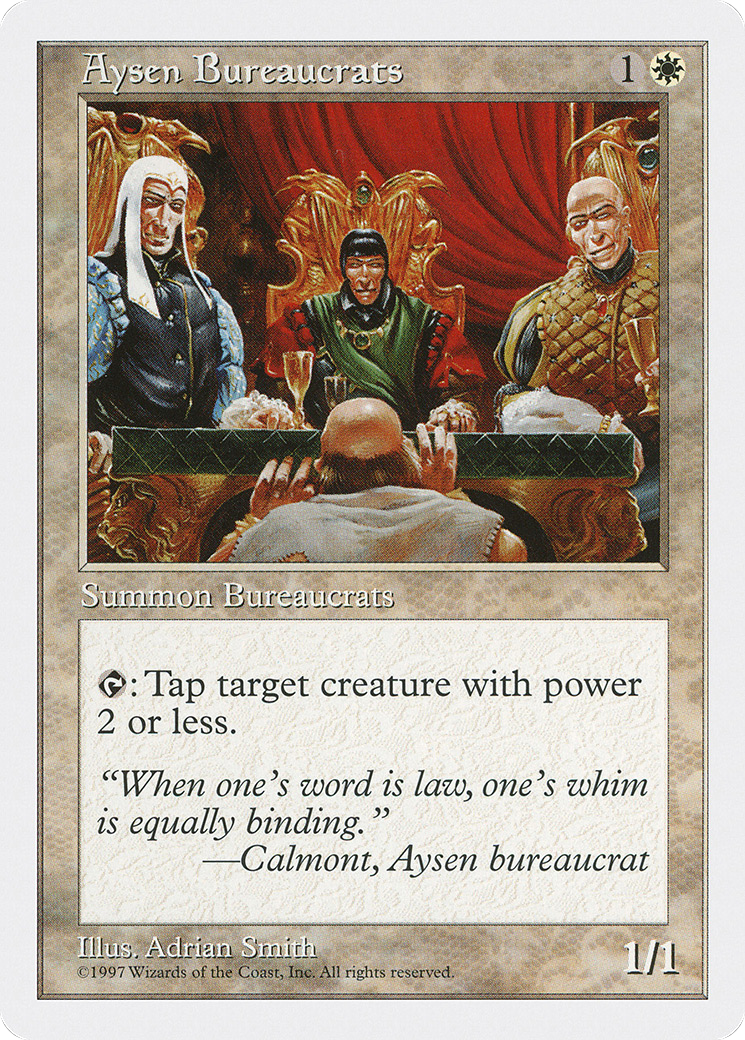 Aysen Bureaucrats 1
Summon Bureaucrats
: Tap target creature with power
2 or less.
“When one’s word is law, one’s whim
is equally binding.”
—Calmont, Aysen bureaucrat
Illus. Adrian Smith
©1997 Wizards of the Coast, Inc. All rights reserved.
1/1